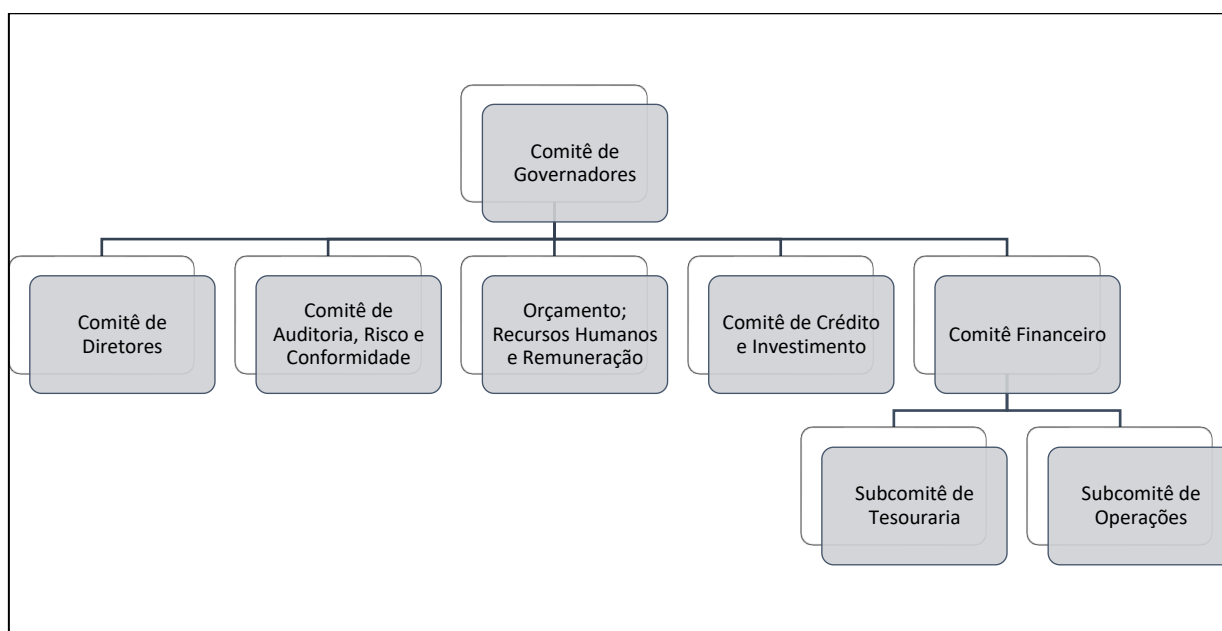 Comitê de
Governadores
Comitê de
Diretores
Comitê de
Auditoria, Risco e
Conformidade
Orçamento;
Recursos Humanos
e Remuneração
Comitê de Crédito
e Investimento
Comitê Financeiro
Subcomitê de
Tesouraria
Subcomitê de
Operações